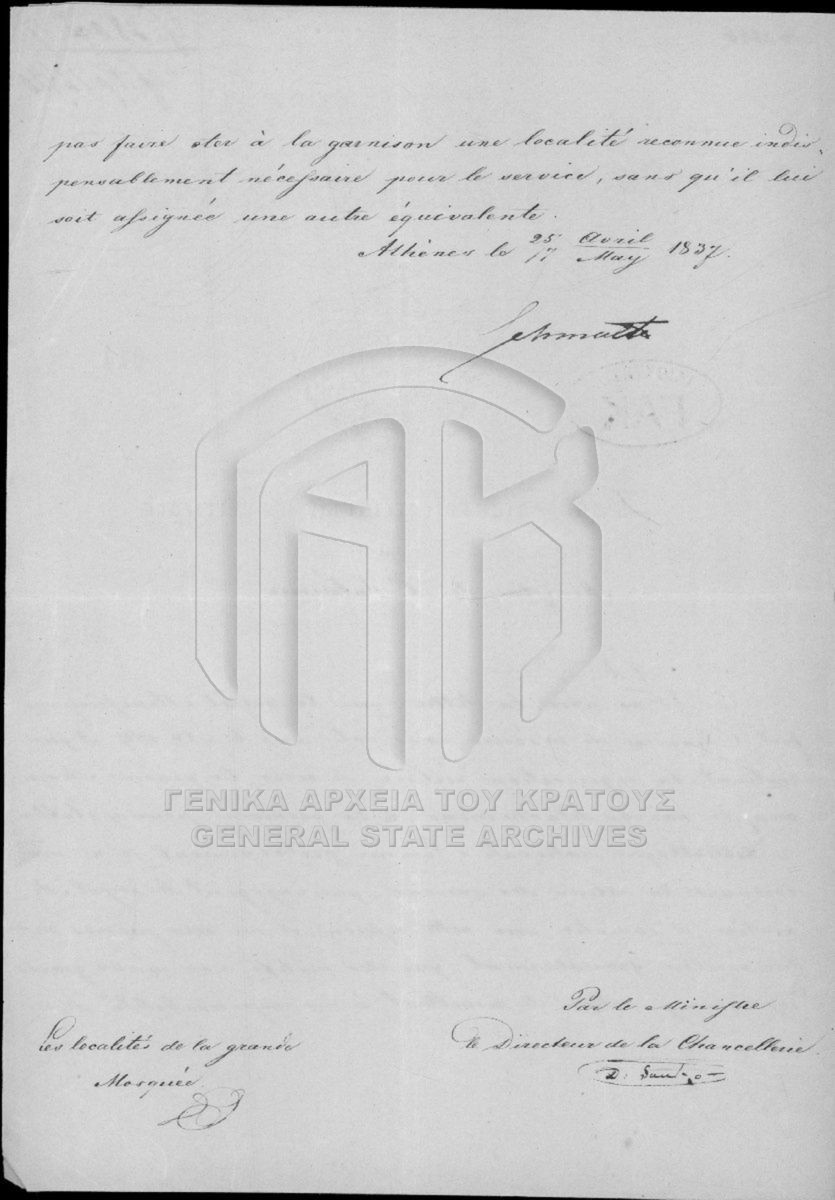 pas faire oter à la garnison une localité reconnue indis-
pensablement nécessaire pour le service, sans qu'il lui
soit assignée une autre équivalente.
Athènes le 25/7 Avril/May 1837.
Schmaltz
ΓΕΝΙΚΑ ΑΡΧΕΙΑ ΤΟΥ ΚΡΑΤΟΥΣ
GENERAL STATE ARCHIVES
Par le Ministre
le Directeur de la Chancellerie
D.
Les localités de la grande
Mosquée